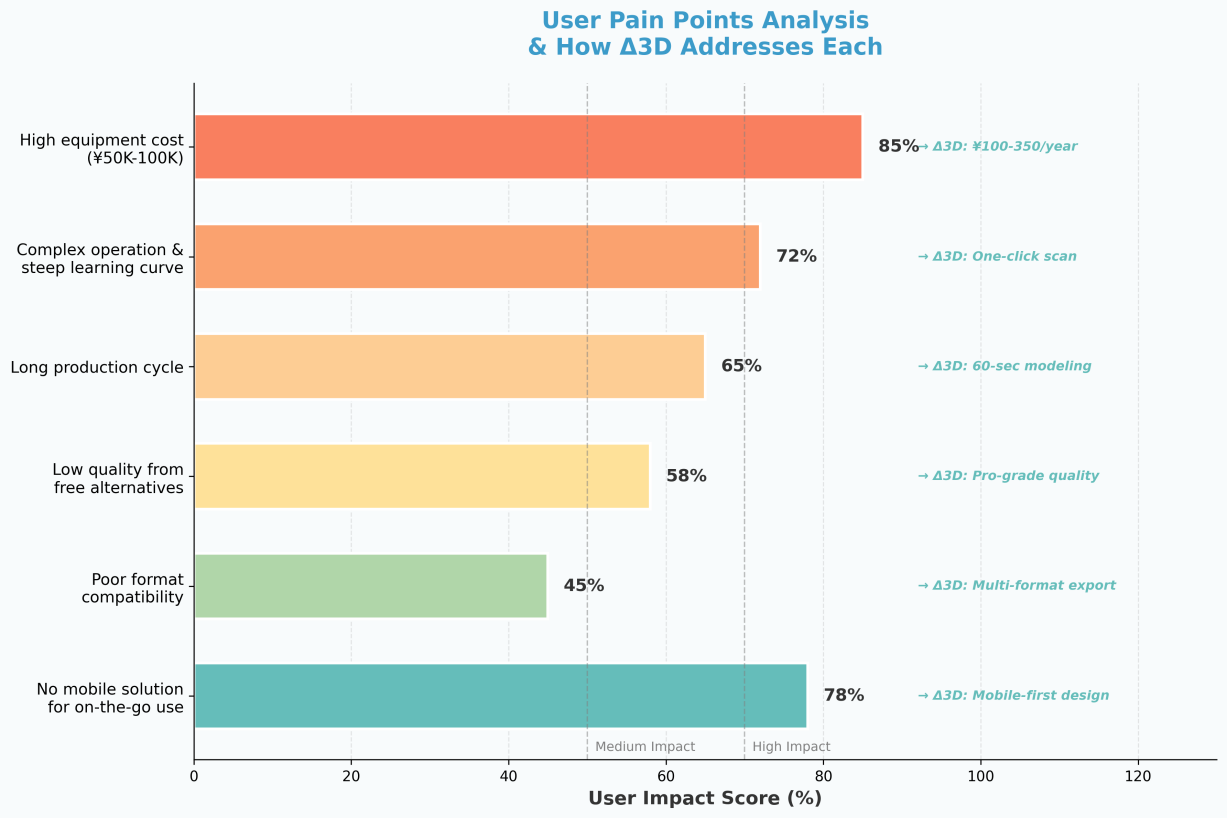 User Pain Points Analysis
& How Δ3D Addresses Each
High equipment cost
(¥50K-100K)
85%
→ Δ3D: ¥100-350/year
Complex operation &
steep learning curve
72%
→ Δ3D: One-click scan
Long production cycle
65%
→ Δ3D: 60-sec modeling
Low quality from
free alternatives
58%
→ Δ3D: Pro-grade quality
Poor format
compatibility
45%
→ Δ3D: Multi-format export
No mobile solution
for on-the-go use
78%
→ Δ3D: Mobile-first design
Medium Impact
High Impact
0 20 40 60 80 100 120
User Impact Score (%)